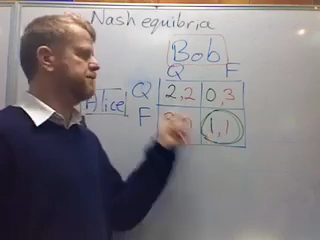 Nash equibria
Bob
Q F
Alice Q 2,2 0,3
F 1,1